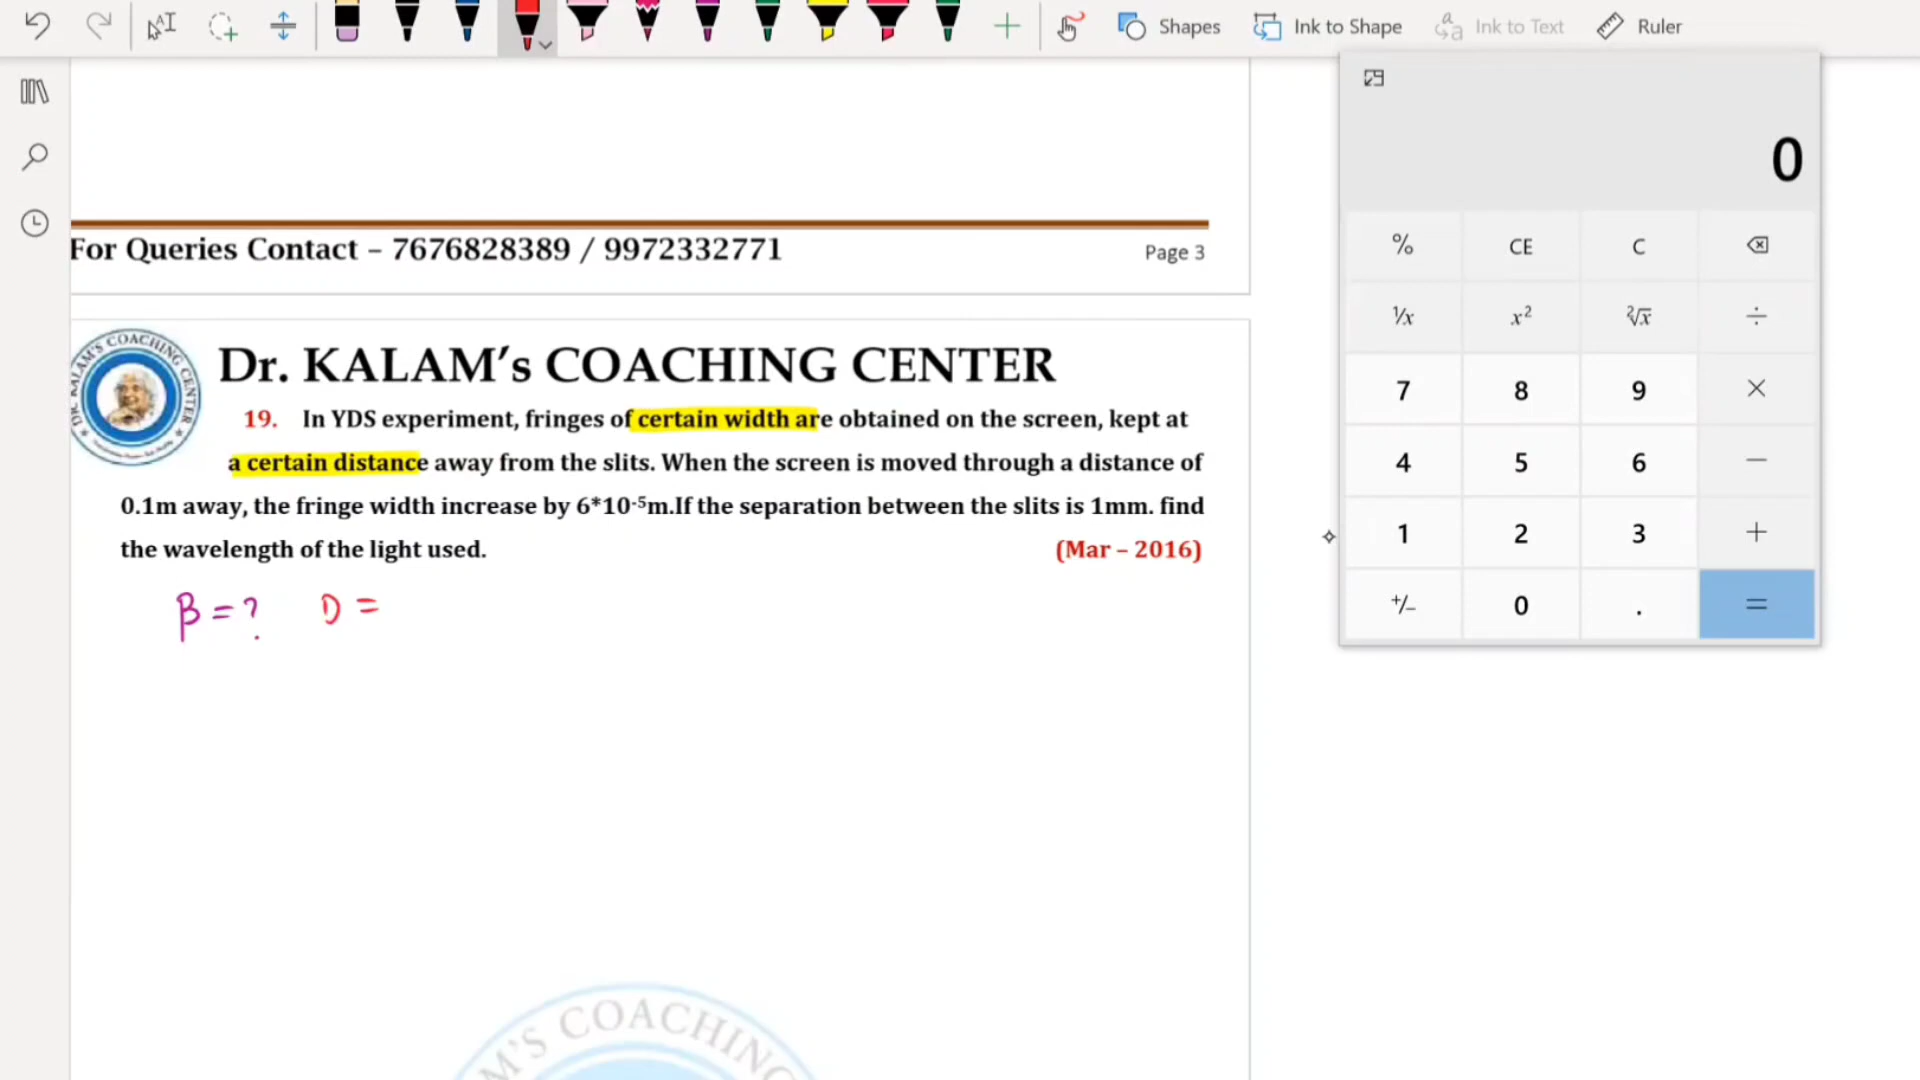 Shapes
Ink to Shape
Ink to Text
Ruler
0
For Queries Contact – 7676828389 / 9972332771
Page 3
% CE C
¹/x x² ²√x ÷
7 8 9 ×
4 5 6 −
1 2 3 +
+/− 0 . =
DR. KALAM'S COACHING CENTER
Dr. KALAM's COACHING CENTER
19. In YDS experiment, fringes of certain width are obtained on the screen, kept at
a certain distance away from the slits. When the screen is moved through a distance of
0.1m away, the fringe width increase by 6*10⁻⁵m.If the separation between the slits is 1mm. find
the wavelength of the light used. (Mar – 2016)
β = ? D =
M'S COACHING